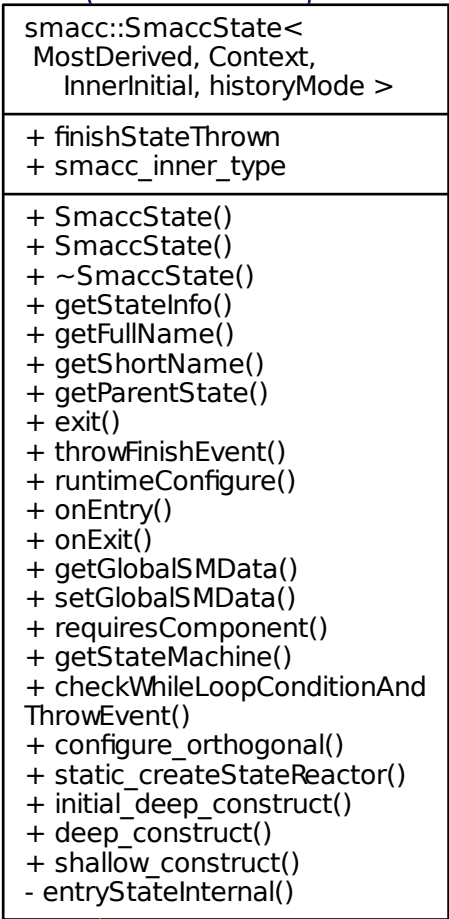 smacc::SmaccState<
MostDerived, Context,
InnerInitial, historyMode >
+ finishStateThrown
+ smacc_inner_type
+ SmaccState()
+ SmaccState()
+ ~SmaccState()
+ getStateInfo()
+ getFullName()
+ getShortName()
+ getParentState()
+ exit()
+ throwFinishEvent()
+ runtimeConfigure()
+ onEntry()
+ onExit()
+ getGlobalSMData()
+ setGlobalSMData()
+ requiresComponent()
+ getStateMachine()
+ checkWhileLoopConditionAnd
ThrowEvent()
+ configure_orthogonal()
+ static_createStateReactor()
+ initial_deep_construct()
+ deep_construct()
+ shallow_construct()
- entryStateInternal()